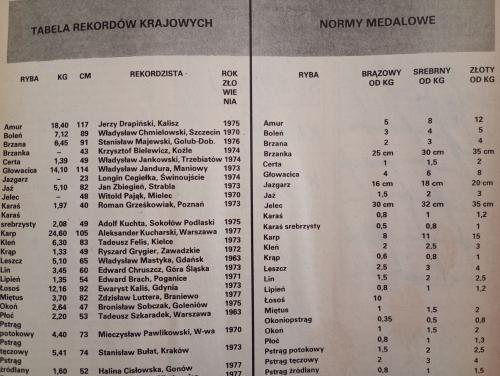 TABELA REKORDÓW KRAJOWYCH
RYBA KG CM REKORDZISTA ROK ZŁO WIE NIA
Amur 18,40 117 Jerzy Drapiński, Kalisz 1975
Boleń 7,12 89 Władysław Chmielowski, Szczecin 1970
Brzana 6,45 91 Stanisław Majewski, Golub-Dob. 1976
Brzanka – 43 Krzysztof Bielewicz, Koźle 1974
Certa 1,39 49 Władysław Jankowski, Trzebiatów 1974
Głowacica 14,10 114 Władysław Jandura, Maniowy 1973
Jazgarz – 23 Longin Cegiełka, Świnoujście 1974
Jaź 5,10 82 Jan Zbiegień, Strabla 1973
Jelec – 48 Witold Pająk, Mielec 1970
Karaś 1,97 40 Roman Grześkowiak, Poznań 1973
Karaś
srebrzysty 2,08 49 Adolf Kuchta, Sokołów Podlaski 1975
Karp 24,60 105 Aleksander Kucharski, Warszawa 1977
Kleń 6,30 83 Tadeusz Felis, Kielce 1973
Krąp 1,33 49 Ryszard Grygier, Zawadzkie 1972
Leszcz 5,10 65 Władysław Mastyka, Gdańsk 1963
Lin 3,45 60 Edward Chruszcz, Góra Śląska 1973
Lipień 1,35 54 Edward Brach, Poganice 1971
Łosoś 12,16 92 Ewaryst Kaliś, Gdynia 1973
Miętus 3,70 82 Zdzisław Luttera, Braniewo 1977
Okoń 2,64 47 Bronisław Sobczak, Goleniów 1975
Płoć 2,20 53 Tadeusz Szkaradek, Warszawa 1963
Pstrąg
potokowy 4,40 73 Mieczysław Pawlikowski, W-wa 1970
Pstrąg
tęczowy 5,41 74 Stanisław Bułat, Kraków 1973
Pstrąg
źródlany 1,60 52 Halina Cisłowska, Gonów 1977
NORMY MEDALOWE
RYBA BRĄZOWY OD KG SREBRNY OD KG ZŁOTY OD KG
Amur 5 8 12
Boleń 3 4 5
Brzana 2 3 4
Brzanka 25 cm 30 cm 35 cm
Certa 1 1,5 2
Głowacica 4 6 8
Jazgarz 16 cm 18 cm 20 cm
Jaź 1,5 2 3
Jelec 30 cm 32 cm 35 cm
Karaś 0,8 1 1,2
Karaś srebrzysty 0,5 0,8 1
Karp 8 11 15
Kleń 2 2,5 3
Krąp 0,6 0,8 1
Leszcz 2,5 3 4
Lin 1,5 2 2,5
Lipień 0,8 1 1,2
Łosoś 10
Miętus 1 2 3
Okoniopstrąg 0,35 0,5 0,8
Okoń 1 1,5 2
Płoć 0,8 1 1,3
Pstrąg potokowy 1,5 2 2,5
Pstrąg tęczowy 2 3 4
Pstrąg źródlany 0,8 1 1,5